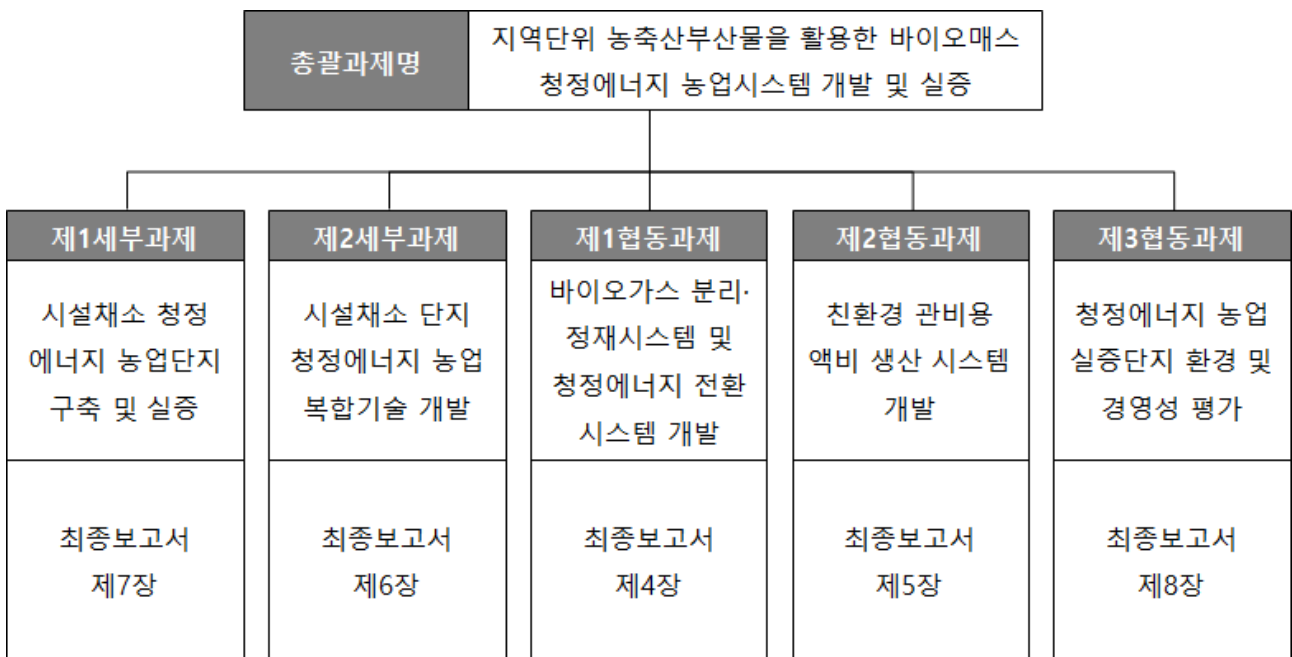 총괄과제명
지역단위 농축산부산물을 활용한 바이오매스
청정에너지 농업시스템 개발 및 실증
제1세부과제
시설채소 청정
에너지 농업단지
구축 및 실증
최종보고서
제7장
제2세부과제
시설채소 단지
청정에너지 농업
복합기술 개발
최종보고서
제6장
제1협동과제
바이오가스 분리·
정재시스템 및
청정에너지 전환
시스템 개발
최종보고서
제4장
제2협동과제
친환경 관비용
액비 생산 시스템
개발
최종보고서
제5장
제3협동과제
청정에너지 농업
실증단지 환경 및
경영성 평가
최종보고서
제8장